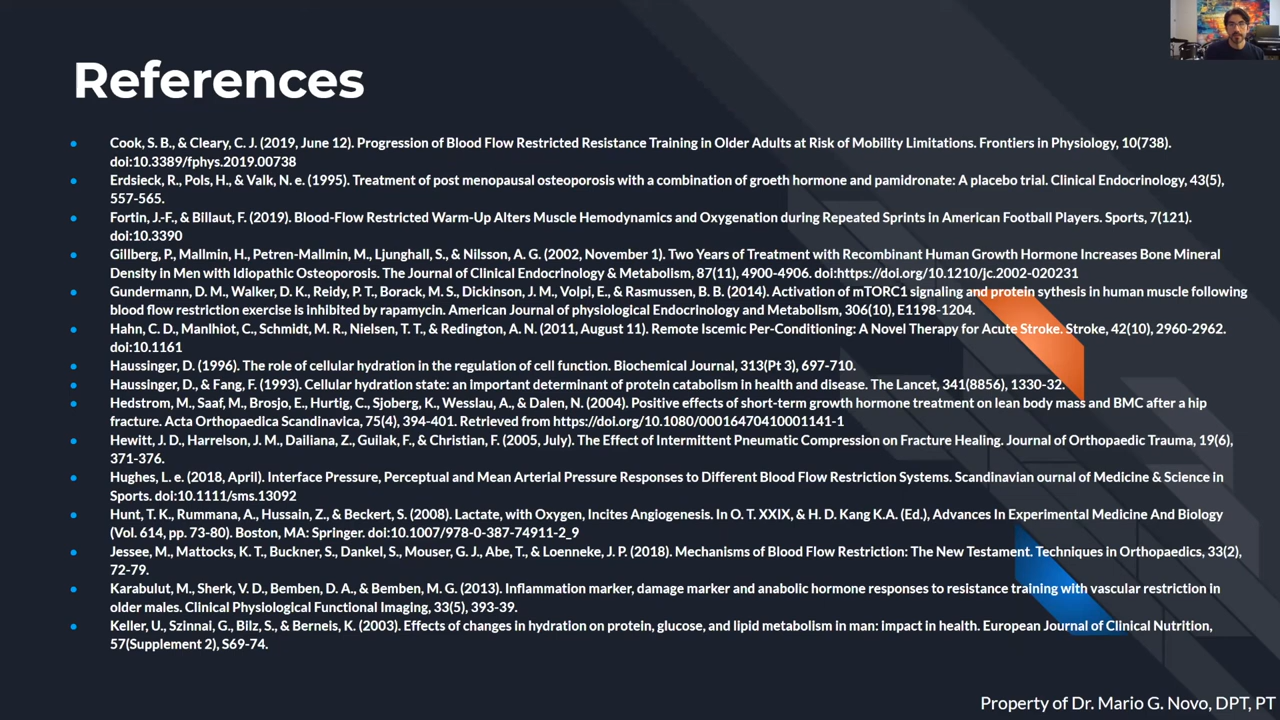 References
• Cook, S. B., & Cleary, C. J. (2019, June 12). Progression of Blood Flow Restricted Resistance Training in Older Adults at Risk of Mobility Limitations. Frontiers in Physiology, 10(738).
doi:10.3389/fphys.2019.00738
• Erdsieck, R., Pols, H., & Valk, N. e. (1995). Treatment of post menopausal osteoporosis with a combination of groeth hormone and pamidronate: A placebo trial. Clinical Endocrinology, 43(5),
557-565.
• Fortin, J.-F., & Billaut, F. (2019). Blood-Flow Restricted Warm-Up Alters Muscle Hemodynamics and Oxygenation during Repeated Sprints in American Football Players. Sports, 7(121).
doi:10.3390
• Gillberg, P., Mallmin, H., Petren-Mallmin, M., Ljunghall, S., & Nilsson, A. G. (2002, November 1). Two Years of Treatment with Recombinant Human Growth Hormone Increases Bone Mineral
Density in Men with Idiopathic Osteoporosis. The Journal of Clinical Endocrinology & Metabolism, 87(11), 4900-4906. doi:https://doi.org/10.1210/jc.2002-020231
• Gundermann, D. M., Walker, D. K., Reidy, P. T., Borack, M. S., Dickinson, J. M., Volpi, E., & Rasmussen, B. B. (2014). Activation of mTORC1 signaling and protein sythesis in human muscle following
blood flow restriction exercise is inhibited by rapamycin. American Journal of physiological Endocrinology and Metabolism, 306(10), E1198-1204.
• Hahn, C. D., Manlhiot, C., Schmidt, M. R., Nielsen, T. T., & Redington, A. N. (2011, August 11). Remote Iscemic Per-Conditioning: A Novel Therapy for Acute Stroke. Stroke, 42(10), 2960-2962.
doi:10.1161
• Haussinger, D. (1996). The role of cellular hydration in the regulation of cell function. Biochemical Journal, 313(Pt 3), 697-710.
• Haussinger, D., & Fang, F. (1993). Cellular hydration state: an important determinant of protein catabolism in health and disease. The Lancet, 341(8856), 1330-32.
• Hedstrom, M., Saaf, M., Brosjo, E., Hurtig, C., Sjoberg, K., Wesslau, A., & Dalen, N. (2004). Positive effects of short-term growth hormone treatment on lean body mass and BMC after a hip
fracture. Acta Orthopaedica Scandinavica, 75(4), 394-401. Retrieved from https://doi.org/10.1080/00016470410001141-1
• Hewitt, J. D., Harrelson, J. M., Dailiana, Z., Guilak, F., & Christian, F. (2005, July). The Effect of Intermittent Pneumatic Compression on Fracture Healing. Journal of Orthopaedic Trauma, 19(6),
371-376.
• Hughes, L. e. (2018, April). Interface Pressure, Perceptual and Mean Arterial Pressure Responses to Different Blood Flow Restriction Systems. Scandinavian ournal of Medicine & Science in
Sports. doi:10.1111/sms.13092
• Hunt, T. K., Rummana, A., Hussain, Z., & Beckert, S. (2008). Lactate, with Oxygen, Incites Angiogenesis. In O. T. XXIX, & H. D. Kang K.A. (Ed.), Advances In Experimental Medicine And Biology
(Vol. 614, pp. 73-80). Boston, MA: Springer. doi:10.1007/978-0-387-74911-2_9
• Jessee, M., Mattocks, K. T., Buckner, S., Dankel, S., Mouser, G. J., Abe, T., & Loenneke, J. P. (2018). Mechanisms of Blood Flow Restriction: The New Testament. Techniques in Orthopaedics, 33(2),
72-79.
• Karabulut, M., Sherk, V. D., Bemben, D. A., & Bemben, M. G. (2013). Inflammation marker, damage marker and anabolic hormone responses to resistance training with vascular restriction in
older males. Clinical Physiological Functional Imaging, 33(5), 393-39.
• Keller, U., Szinnai, G., Bilz, S., & Berneis, K. (2003). Effects of changes in hydration on protein, glucose, and lipid metabolism in man: impact in health. European Journal of Clinical Nutrition,
57(Supplement 2), S69-74.
Property of Dr. Mario G. Novo, DPT, PT